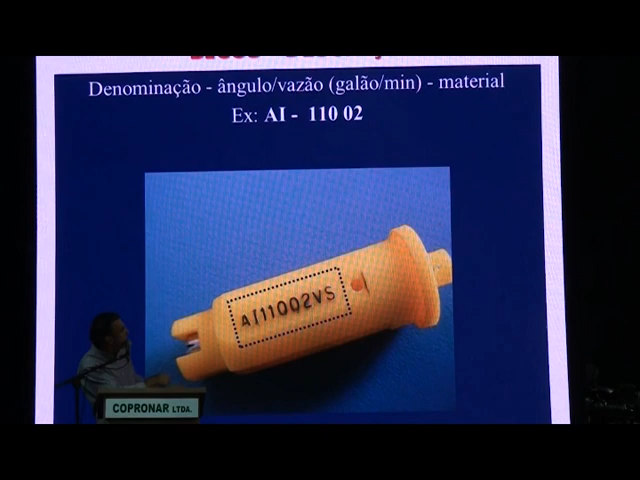 Denominação - ângulo/vazão (galão/min) - material
Ex: AI - 110 02
AI11002VS
COPRONAR LTDA.